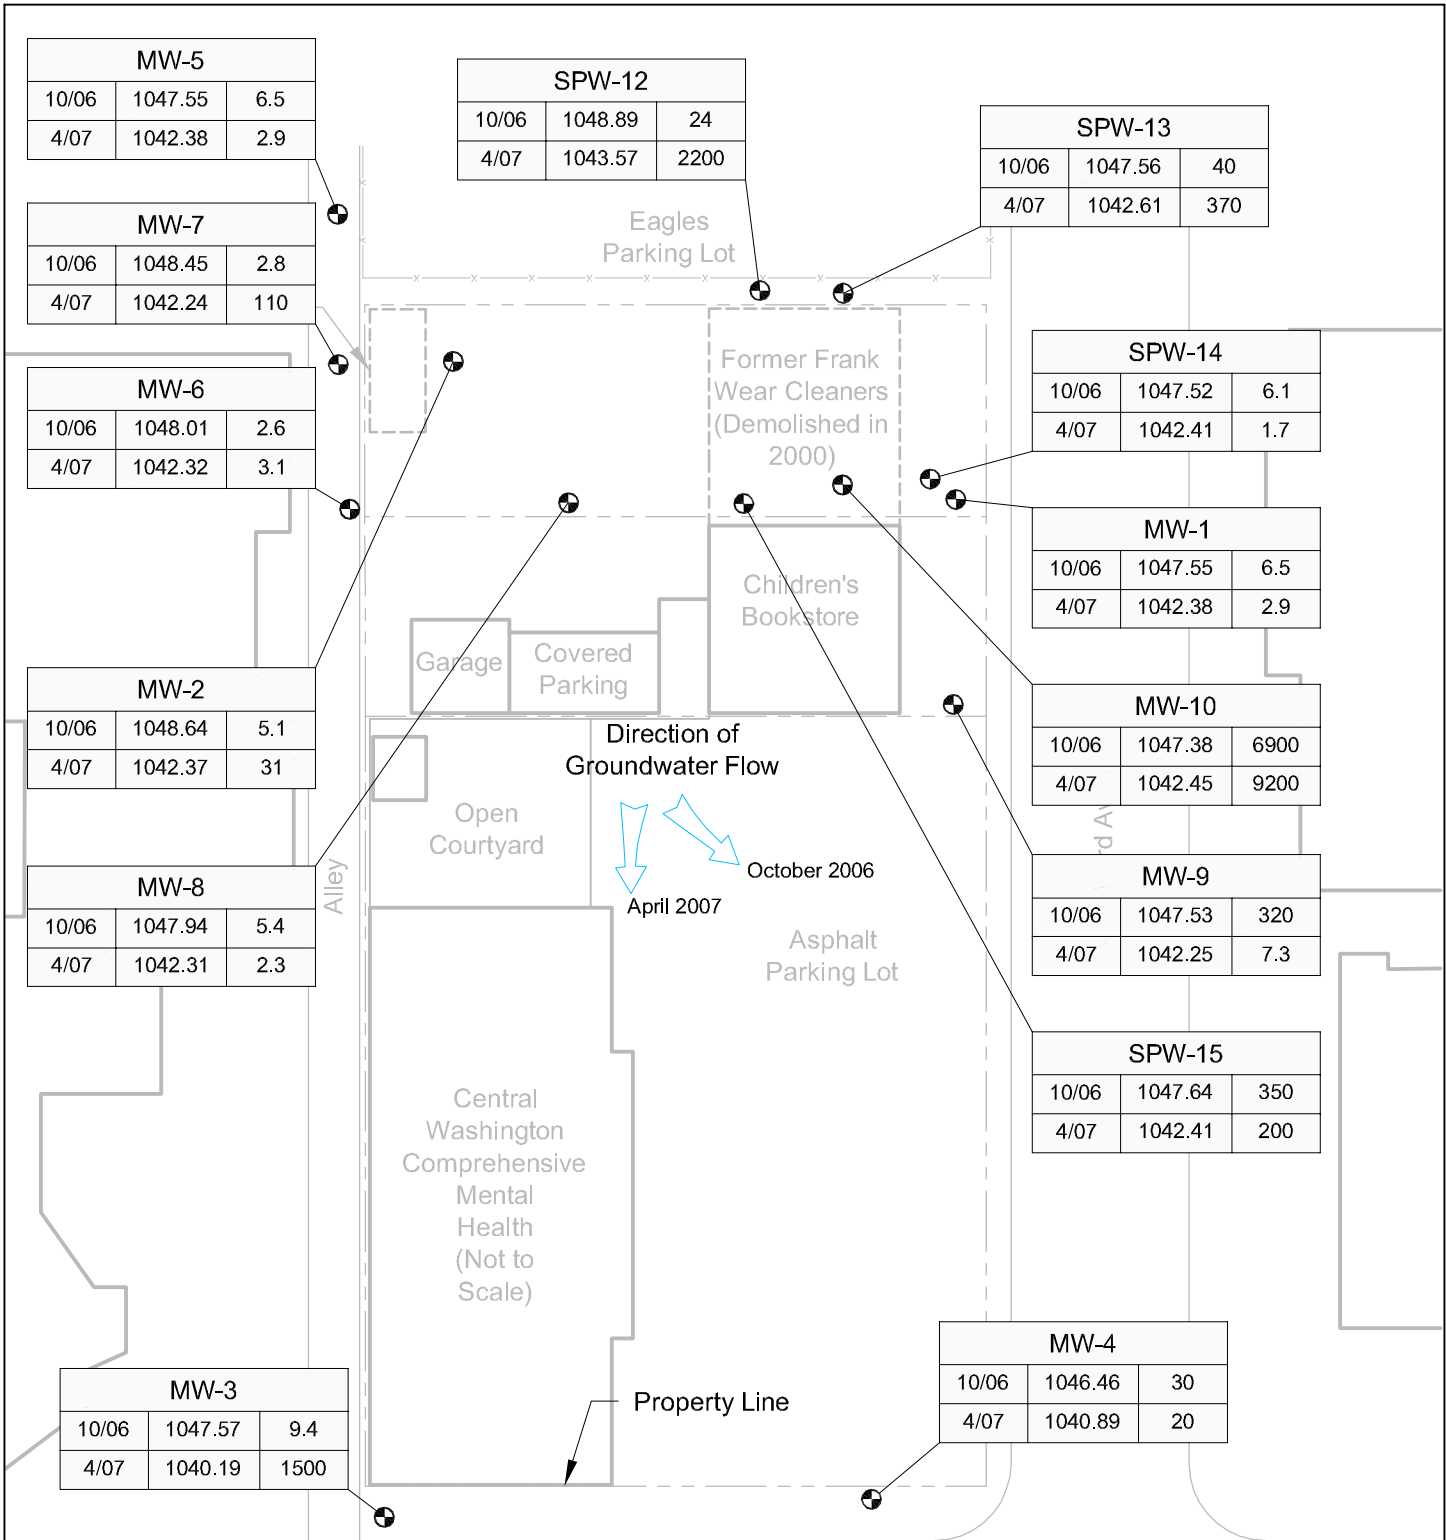 MW-5
10/06 1047.55 6.5
4/07 1042.38 2.9
SPW-12
10/06 1048.89 24
4/07 1043.57 2200
SPW-13
10/06 1047.56 40
4/07 1042.61 370
MW-7
10/06 1048.45 2.8
4/07 1042.24 110
Eagles
Parking Lot
MW-6
10/06 1048.01 2.6
4/07 1042.32 3.1
Former Frank
Wear Cleaners
(Demolished in
2000)
SPW-14
10/06 1047.52 6.1
4/07 1042.41 1.7
MW-1
10/06 1047.55 6.5
4/07 1042.38 2.9
Children's
Bookstore
Garage
Covered
Parking
MW-2
10/06 1048.64 5.1
4/07 1042.37 31
MW-10
10/06 1047.38 6900
4/07 1042.45 9200
Direction of
Groundwater Flow
Open
Courtyard
October 2006
April 2007
rd Av
Alley
MW-8
10/06 1047.94 5.4
4/07 1042.31 2.3
MW-9
10/06 1047.53 320
4/07 1042.25 7.3
Asphalt
Parking Lot
SPW-15
10/06 1047.64 350
4/07 1042.41 200
Central
Washington
Comprehensive
Mental
Health
(Not to
Scale)
MW-3
10/06 1047.57 9.4
4/07 1040.19 1500
Property Line
MW-4
10/06 1046.46 30
4/07 1040.89 20